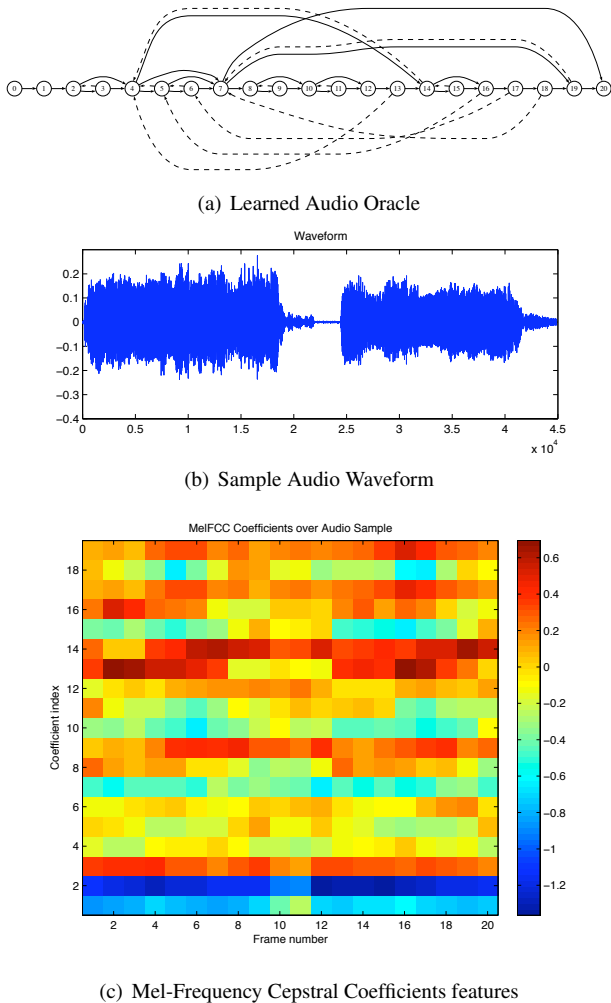 0 1 2 3 4 5 6 7 8 9 10 11 12 13 14 15 16 17 18 19 20
(a) Learned Audio Oracle
Waveform
0.2
0.1
0
−0.1
−0.2
−0.3
−0.4
0 0.5 1 1.5 2 2.5 3 3.5 4 4.5
x 10^4
(b) Sample Audio Waveform
MelFCC Coefficients over Audio Sample
Coefficient index
18
16
14
12
10
8
6
4
2
2 4 6 8 10 12 14 16 18 20
Frame number
0.6
0.4
0.2
0
−0.2
−0.4
−0.6
−0.8
−1
−1.2
(c) Mel-Frequency Cepstral Coefficients features